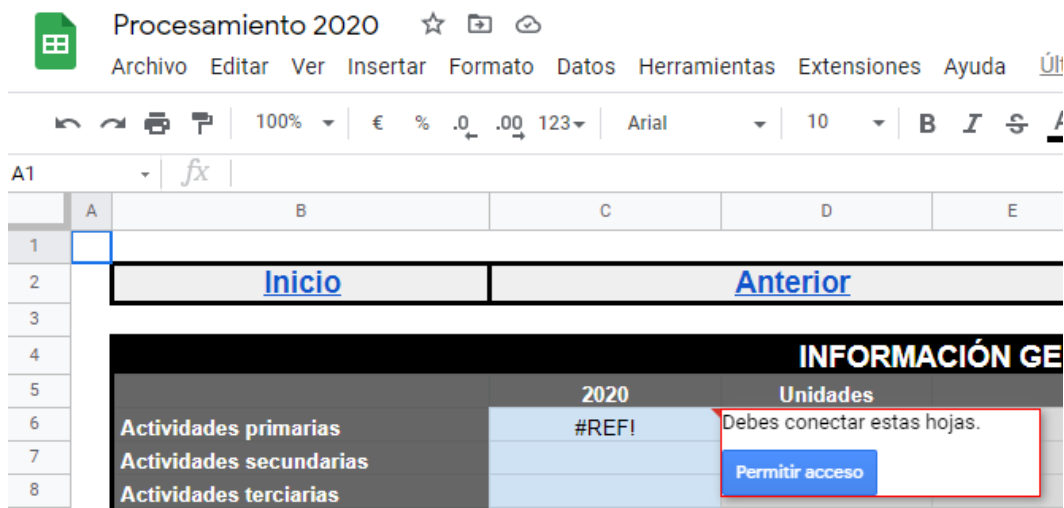 Procesamiento 2020
Archivo Editar Ver Insertar Formato Datos Herramientas Extensiones Ayuda
100% € % .0 .00 123 Arial 10 B I S A
A1 fx
A B C D E
1
2 Inicio Anterior
3
4 INFORMACIÓN GE
5 2020 Unidades
6 Actividades primarias #REF! Debes conectar estas hojas.
7 Actividades secundarias
Permitir acceso
8 Actividades terciarias